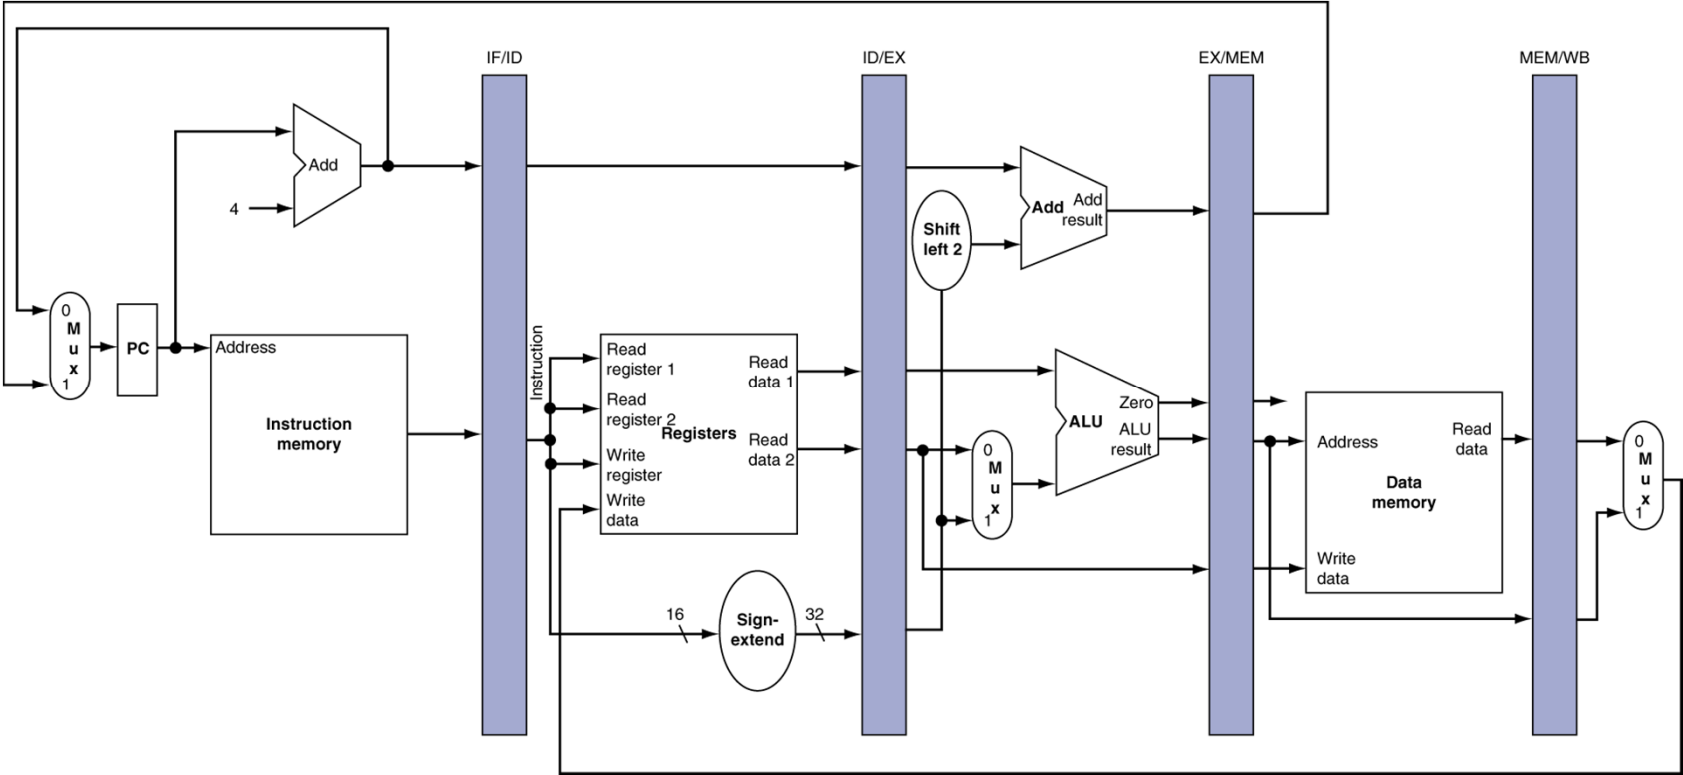 IF/ID
ID/EX
EX/MEM
MEM/WB
Add
4
0
M
u
x
1
PC
Address
Instruction
memory
Instruction
Read
register 1
Read
register 2
Write
register
Write
data
Registers
Read
data 1
Read
data 2
16
Sign-
extend
32
Shift
left 2
Add
Add
result
0
M
u
x
1
ALU
Zero
ALU
result
Address
Read
data
Data
memory
Write
data
0
M
u
x
1